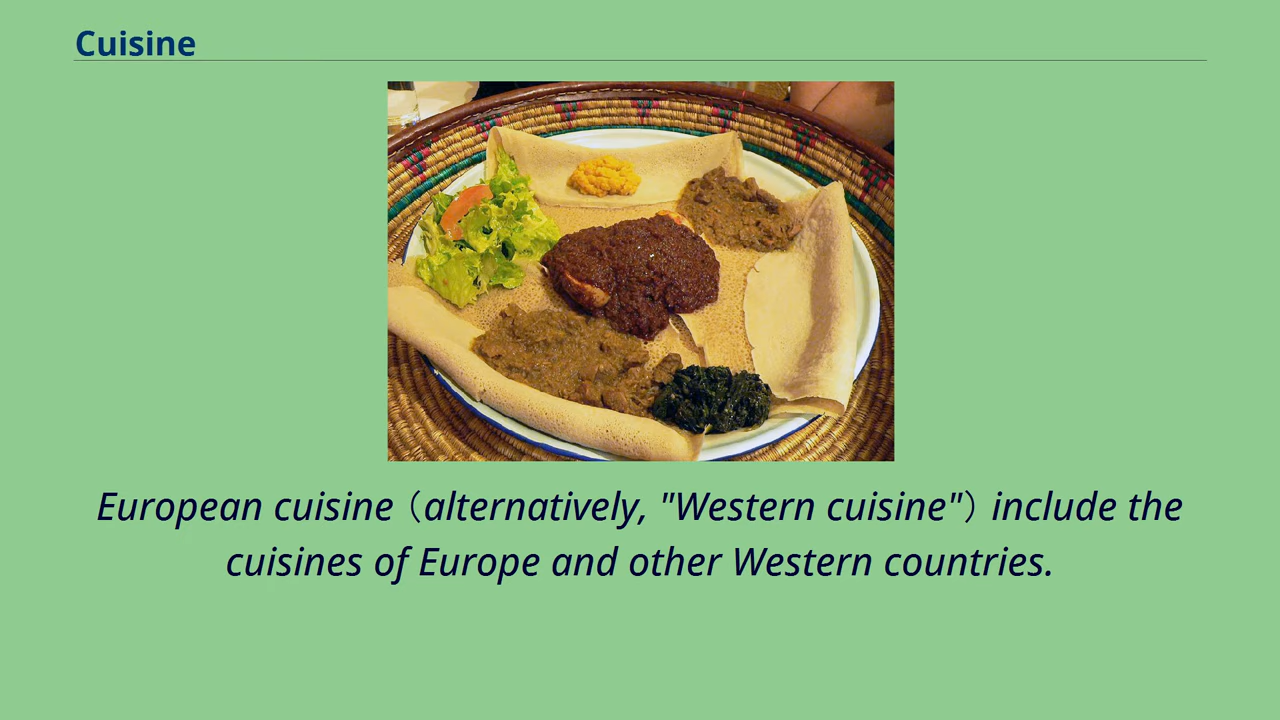 Cuisine
European cuisine（alternatively, "Western cuisine"）include the
cuisines of Europe and other Western countries.